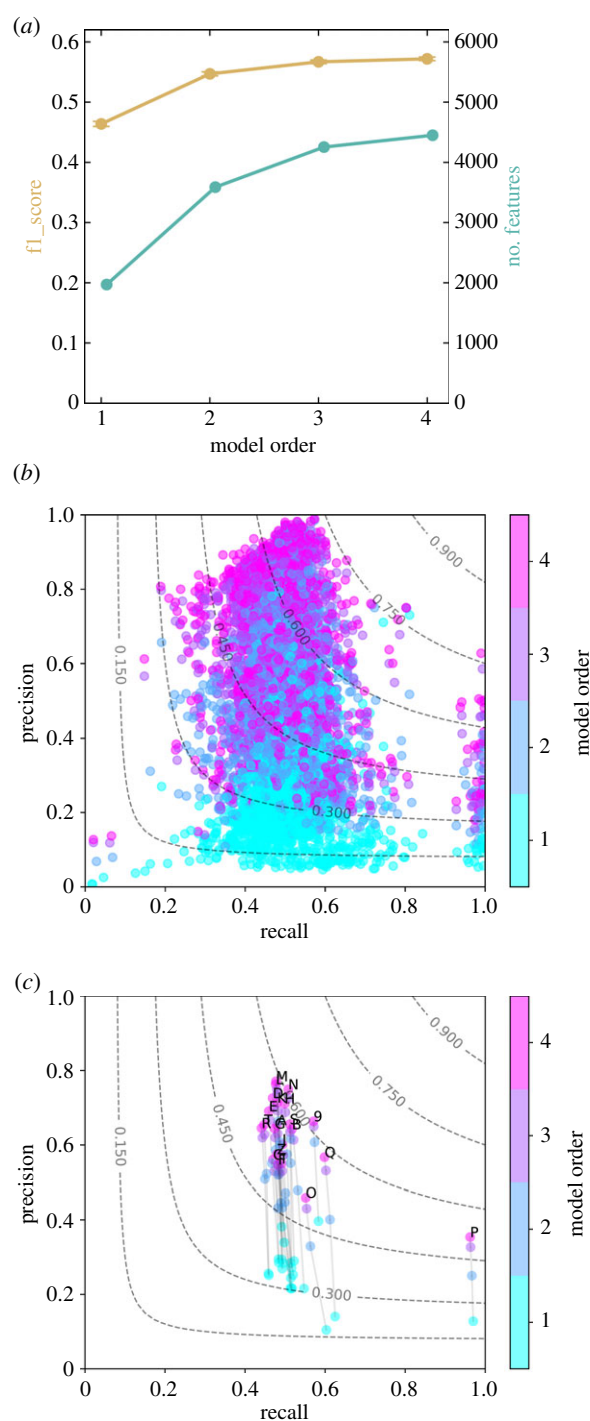 (a)
0.6
0.5
0.4
0.3
0.2
0.1
0
f1_score
6000
5000
4000
3000
2000
1000
0
no. features
1 2 3 4
model order
(b)
1.0
0.8
0.6
0.4
0.2
0
precision
0.900
0.750
0.600
0.450
0.300
0.150
0 0.2 0.4 0.6 0.8 1.0
recall
4
3
2
1
model order
(c)
1.0
0.8
0.6
0.4
0.2
0
precision
0.900
0.750
600
0.450
0.300
0.150
M
N
D
K H
E
9
T
R
A
S
B
Q
O
P
0 0.2 0.4 0.6 0.8 1.0
recall
4
3
2
1
model order